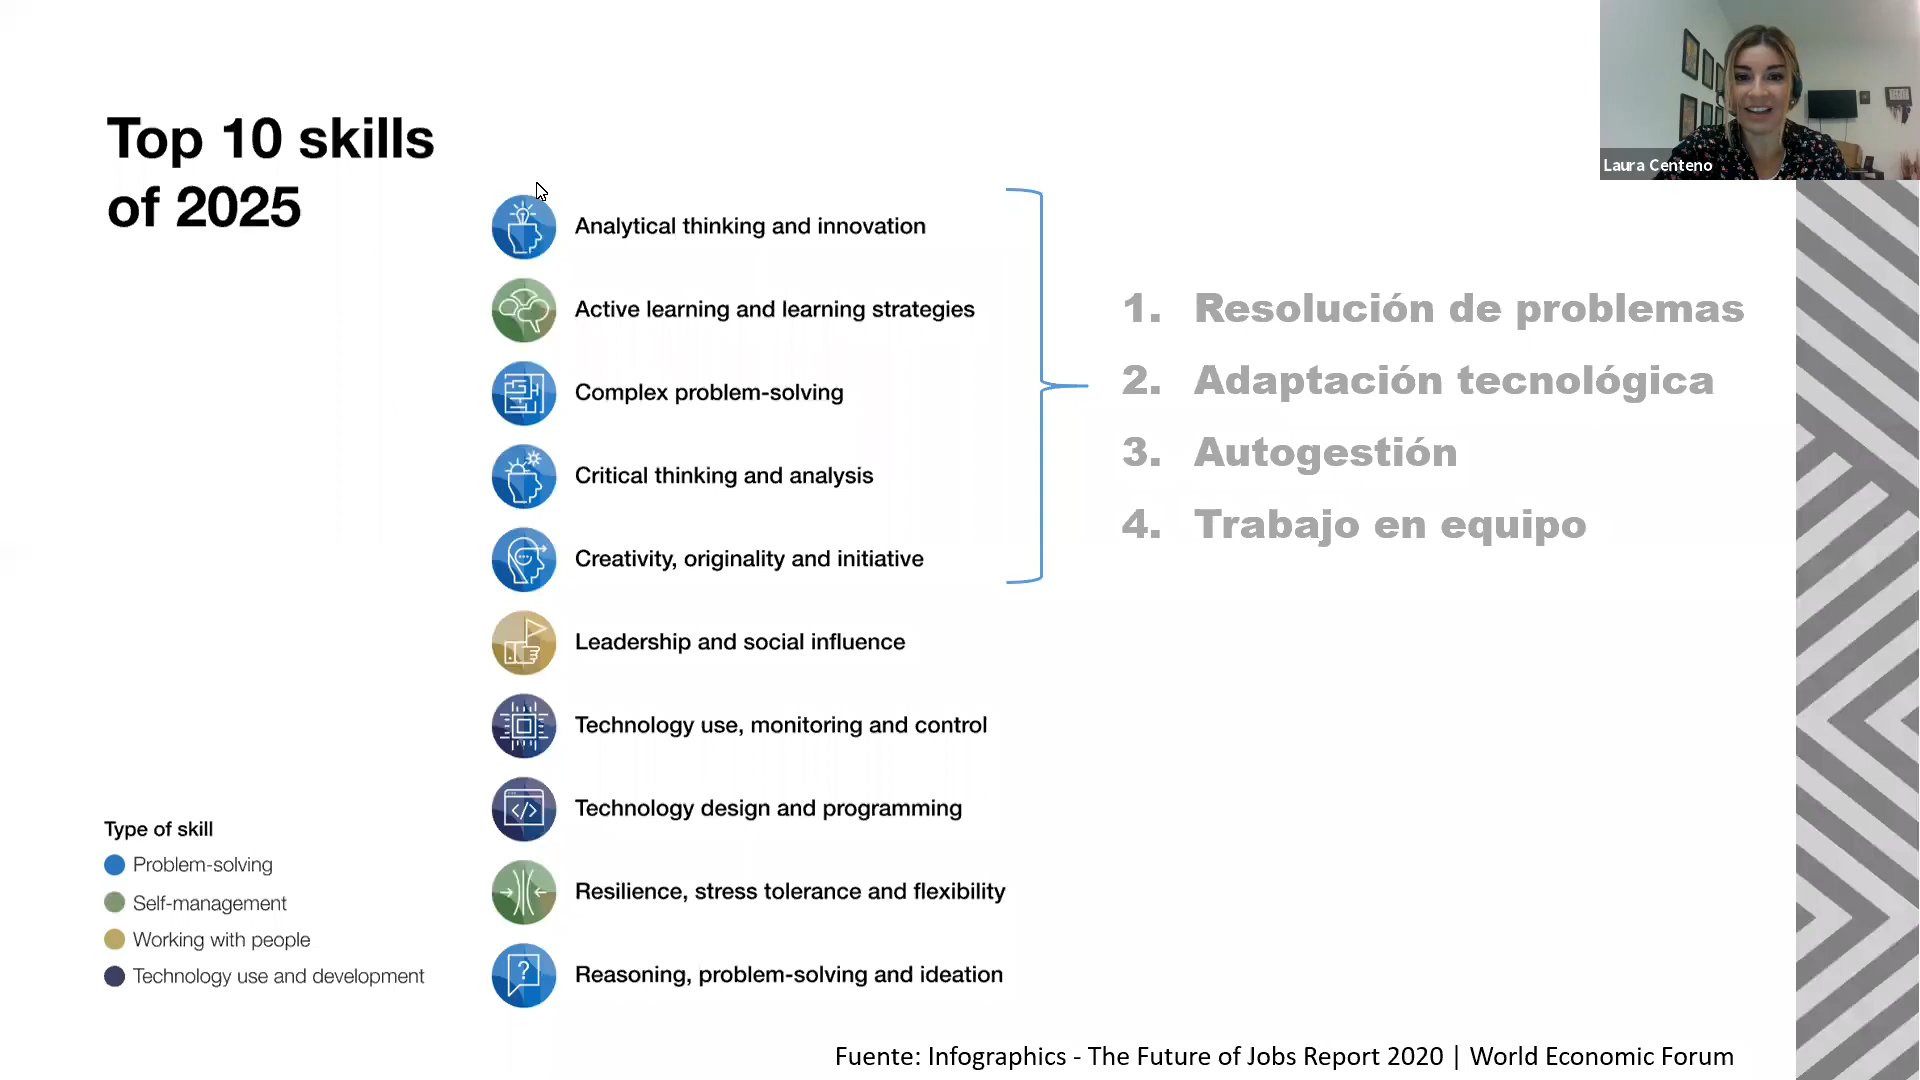 Laura Centeno
Top 10 skills
of 2025
Analytical thinking and innovation
Active learning and learning strategies
Complex problem-solving
Critical thinking and analysis
Creativity, originality and initiative
Leadership and social influence
Technology use, monitoring and control
Technology design and programming
Resilience, stress tolerance and flexibility
Reasoning, problem-solving and ideation
1. Resolución de problemas
2. Adaptación tecnológica
3. Autogestión
4. Trabajo en equipo
Type of skill
Problem-solving
Self-management
Working with people
Technology use and development
Fuente: Infographics - The Future of Jobs Report 2020 | World Economic Forum